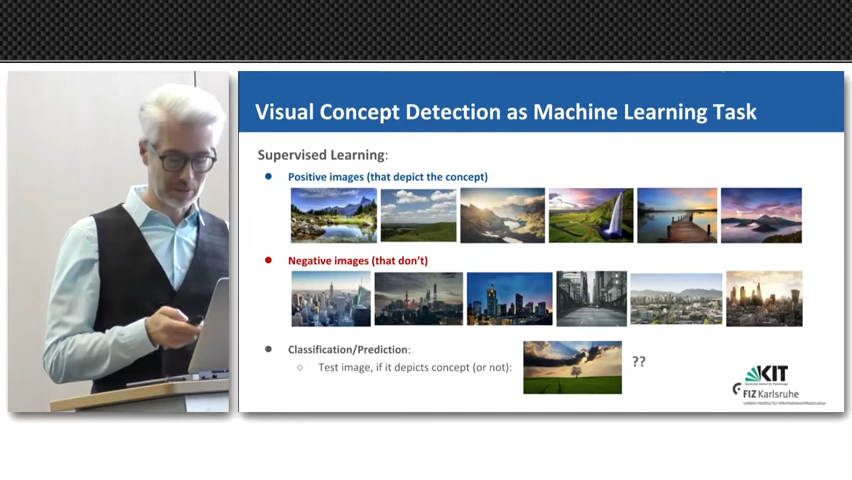 Visual Concept Detection as Machine Learning Task
Supervised Learning:
Positive images (that depict the concept)
Negative images (that don't)
Classification/Prediction:
Test image, if it depicts concept (or not):
??
KIT
FIZ Karlsruhe